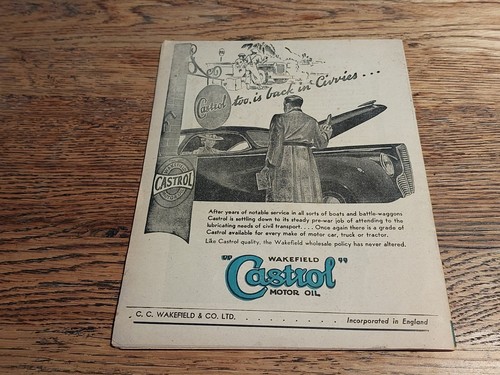 Castrol too, is back in "Civvies...
CASTROL
After years of notable service in all sorts of boats and battle-waggons
Castrol is settling down to its steady pre-war job of attending to the
lubricating needs of civil transport.... Once again there is a grade of
Castrol available for every make of motor car, truck or tractor.
Like Castrol quality, the Wakefield wholesale policy has never altered.
WAKEFIELD
"Castrol"
MOTOR OIL
C. C. WAKEFIELD & CO. LTD. . . . . . . . . Incorporated in England